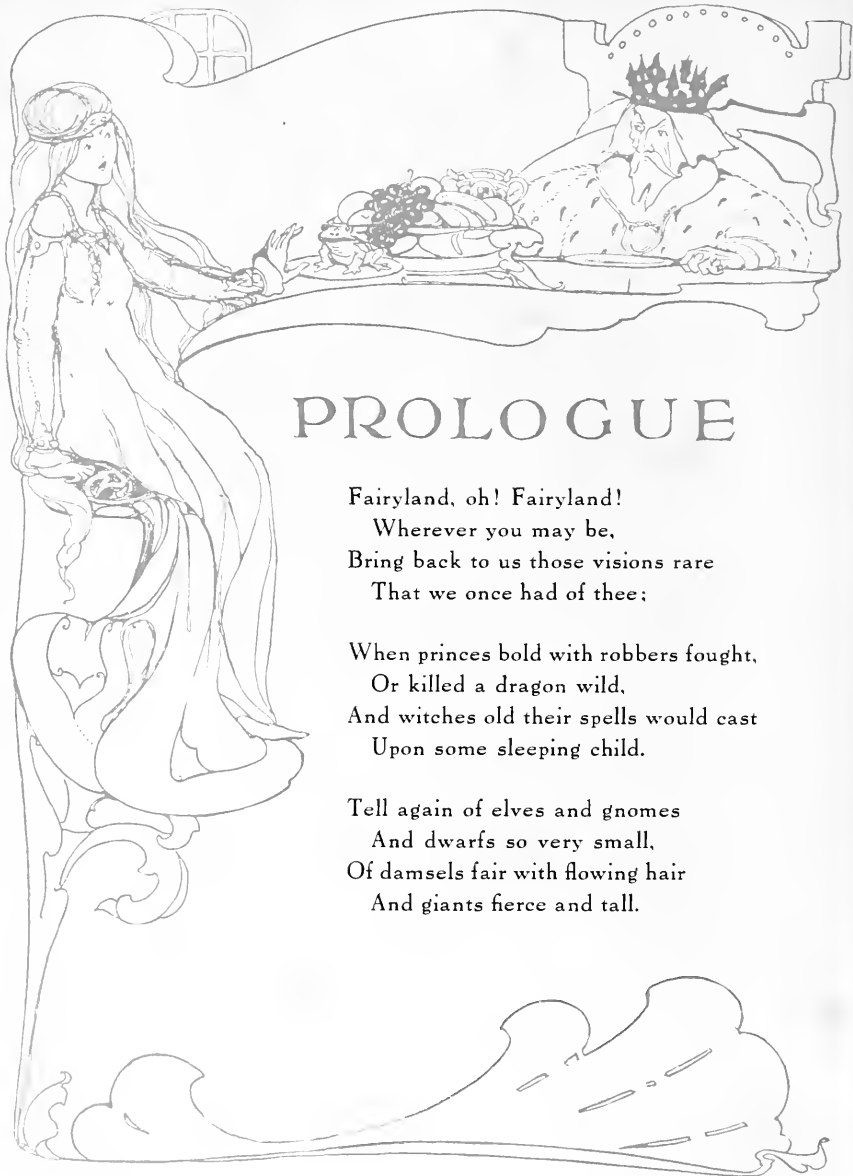 PROLOGUE
Fairyland, oh! Fairyland!
Wherever you may be,
Bring back to us those visions rare
That we once had of thee;
When princes bold with robbers fought,
Or killed a dragon wild,
And witches old their spells would cast
Upon some sleeping child.
Tell again of elves and gnomes
And dwarfs so very small,
Of damsels fair with flowing hair
And giants fierce and tall.